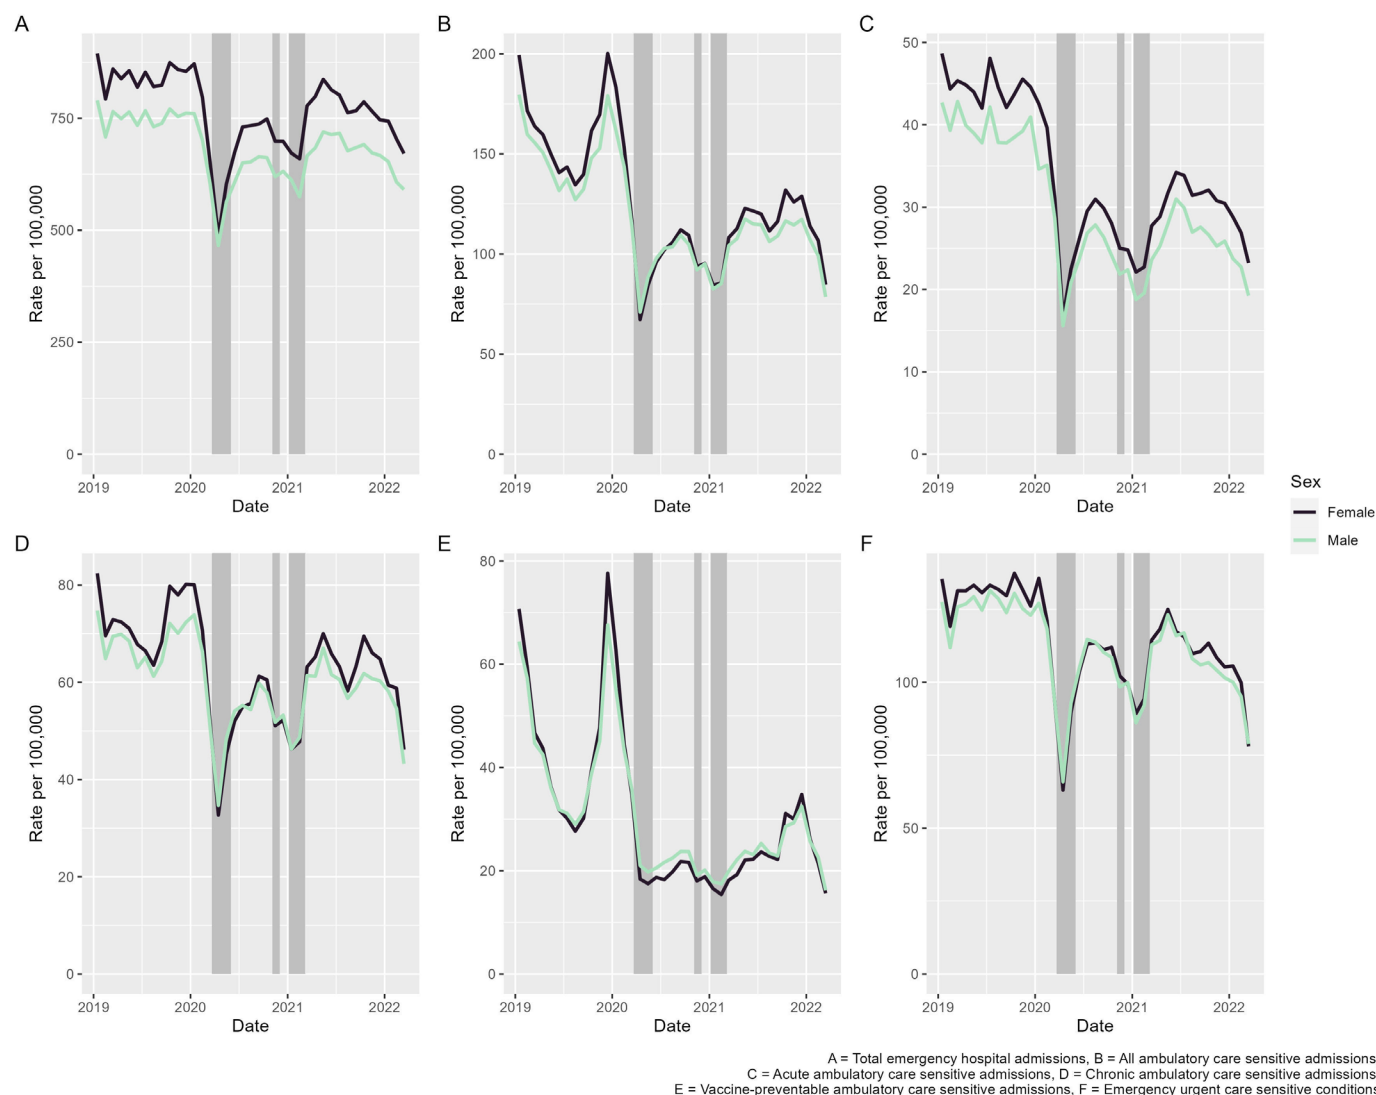 A
B
C
Rate per 100,000
750
500
250
0
2019
2020
2021
2022
Date
Rate per 100,000
200
150
100
50
0
2019
2020
2021
2022
Date
Rate per 100,000
50
40
30
20
10
0
2019
2020
2021
2022
Date
Sex
Female
Male
D
E
F
Rate per 100,000
80
60
40
20
0
2019
2020
2021
2022
Date
Rate per 100,000
80
60
40
20
0
2019
2020
2021
2022
Date
Rate per 100,000
100
50
0
2019
2020
2021
2022
Date
A = Total emergency hospital admissions, B = All ambulatory care sensitive admissions
C = Acute ambulatory care sensitive admissions, D = Chronic ambulatory care sensitive admissions
E = Vaccine-preventable ambulatory care sensitive admissions, F = Emergency urgent care sensitive conditions